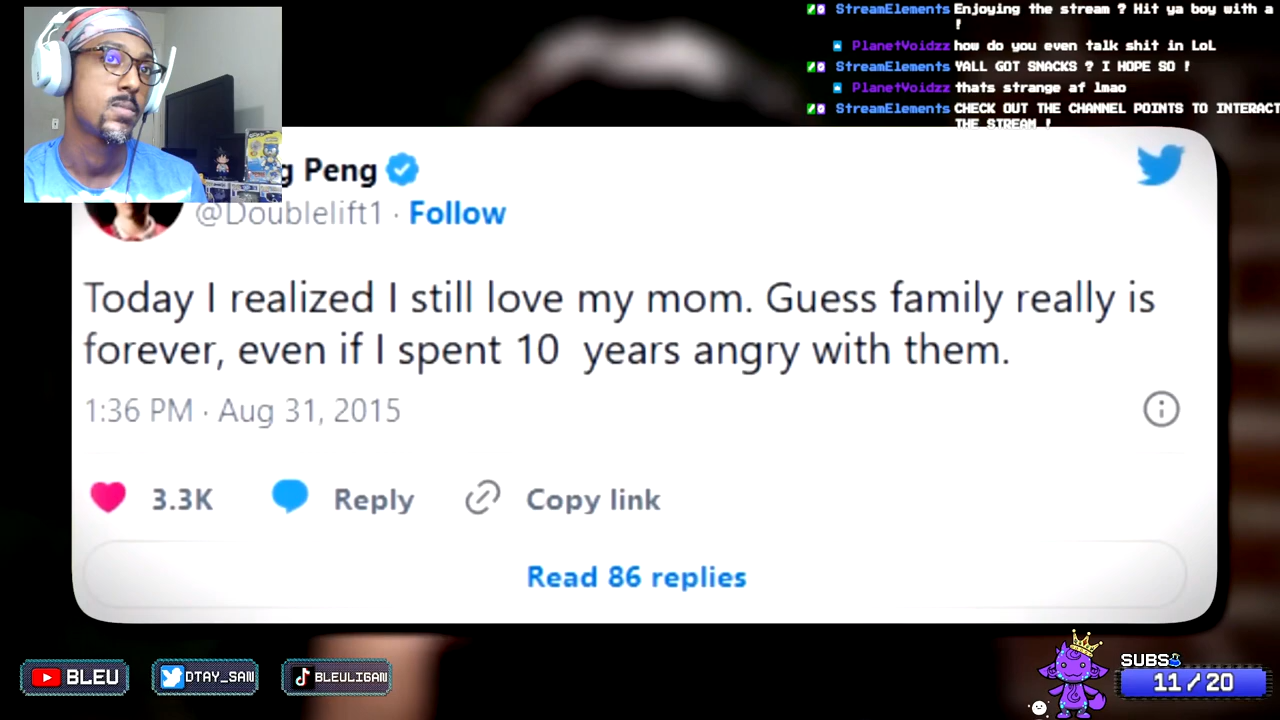 StreamElements Enjoying the stream ? Hit ya boy with a
!
PlanetVoidzz how do you even talk shit in LoL
StreamElements YALL GOT SNACKS ? I HOPE SO !
PlanetVoidzz thats strange af lmao
StreamElements CHECK OUT THE CHANNEL POINTS TO INTERACT
THE STREAM !
g Peng
@Doublelift1 · Follow
Today I realized I still love my mom. Guess family really is
forever, even if I spent 10 years angry with them.
1:36 PM · Aug 31, 2015
3.3K Reply Copy link
Read 86 replies
BLEU DTAY_SAN BLEULIGAN
SUBS
11/20